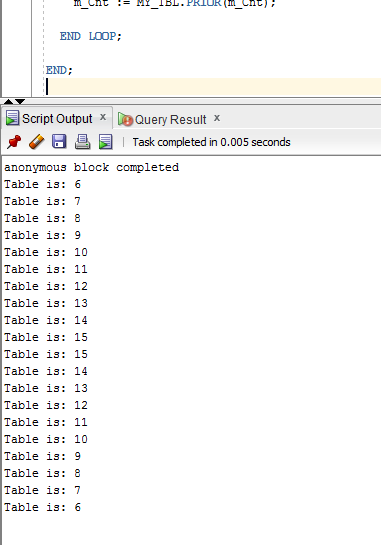 m_Cnt := MY_TBL.PRIOR(m_Cnt);
END LOOP;
END;
Script Output x Query Result x
Task completed in 0.005 seconds
anonymous block completed
Table is: 6
Table is: 7
Table is: 8
Table is: 9
Table is: 10
Table is: 11
Table is: 12
Table is: 13
Table is: 14
Table is: 15
Table is: 15
Table is: 14
Table is: 13
Table is: 12
Table is: 11
Table is: 10
Table is: 9
Table is: 8
Table is: 7
Table is: 6